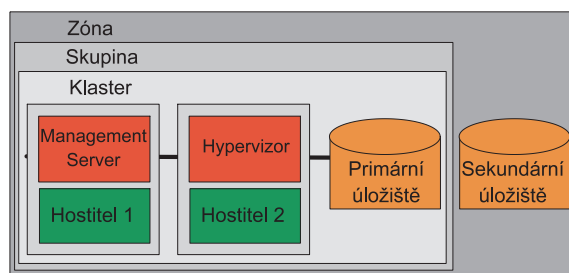 Zóna
Skupina
Klaster
Management
Server
Hostitel 1
Hypervizor
Hostitel 2
Primární
úložiště
Sekundární
úložiště